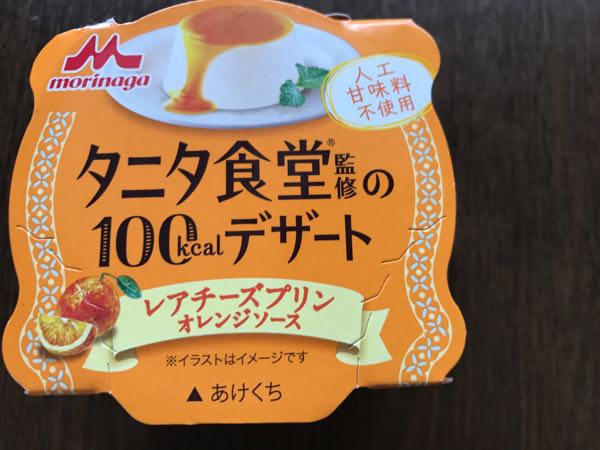 morinaga
人工
甘味料
不使用
タニタ食堂®監修の
100kcalデザート
レアチーズプリン
オレンジソース
※イラストはイメージです
▲あけくち